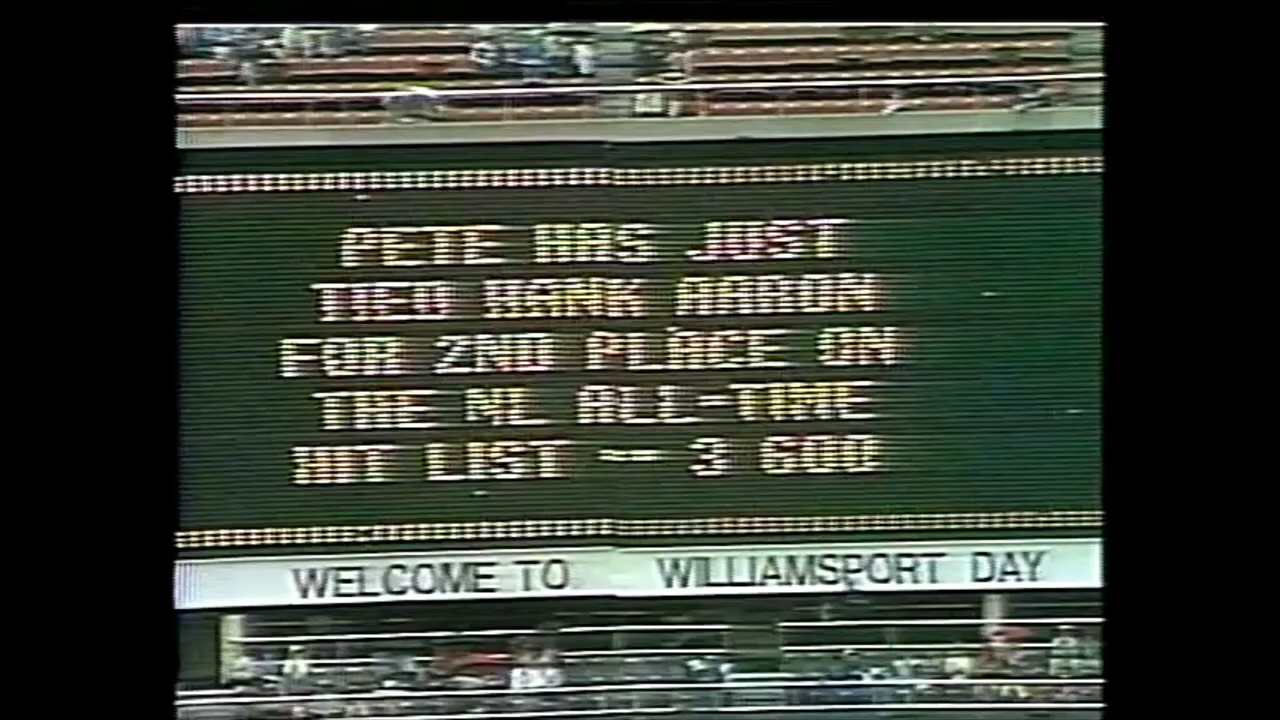 PETE HAS JUST
TIED HANK AARON
FOR 2ND PLACE ON
THE NL ALL-TIME
HIT LIST -- 3 600
WELCOME TO WILLIAMSPORT DAY